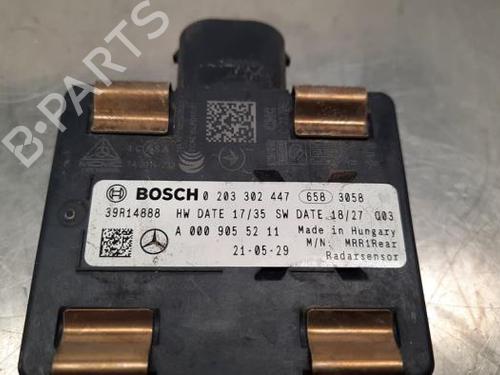 B-PARTS
BOSCH 0 203 302 447 658 3058
39R14888 HW DATE 17/35 SW DATE 18/27 Q03
A 000 905 52 11 Made in Hungary
21-05-29 M/N: MRR1Rear
Radarsensor